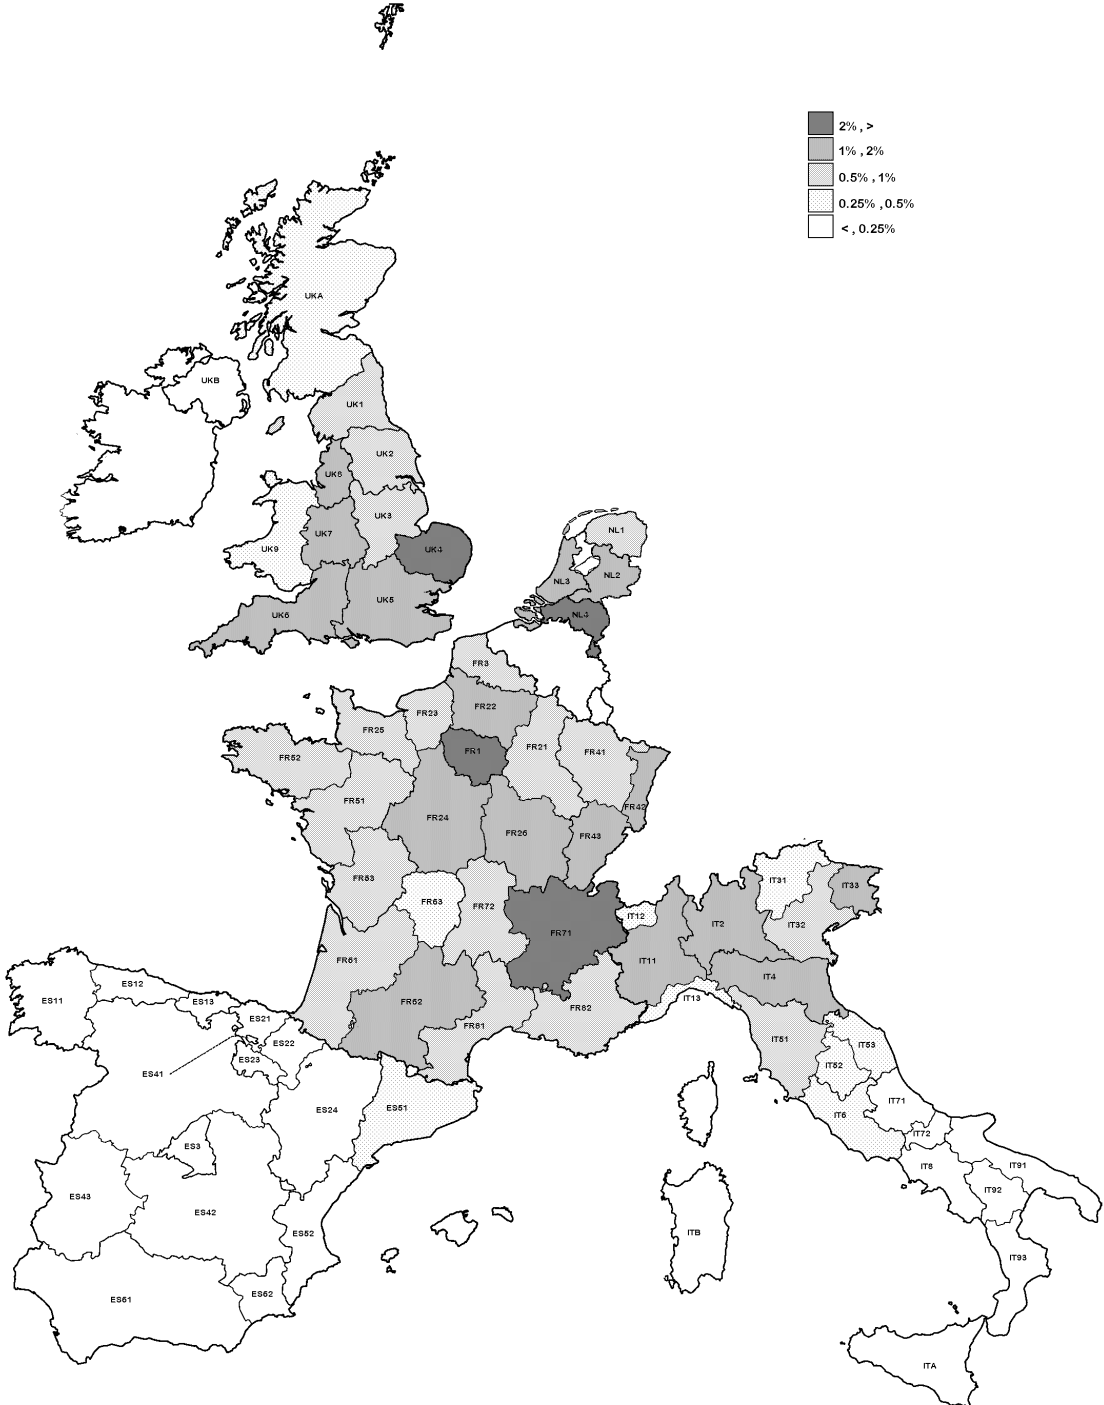 2% , >
1% , 2%
0.5% , 1%
0.25% , 0.5%
< , 0.25%
UKA
UKB
UK1
UK2
UK8
UK3
UK7
UK9
UK4
UK5
UK6
NL1
NL2
NL3
NL4
FR3
FR22
FR23
FR25
FR1
FR21
FR41
FR52
FR51
FR24
FR42
FR26
FR43
FR53
FR63
FR72
FR71
FR61
FR62
FR81
FR82
IT31
IT33
IT12
IT2
IT32
IT11
IT4
IT13
IT51
IT53
IT52
IT6
IT71
IT72
IT8
IT91
IT92
IT93
ITB
ITA
ES11
ES12
ES13
ES21
ES22
ES23
ES41
ES24
ES51
ES3
ES43
ES42
ES52
ES61
ES62